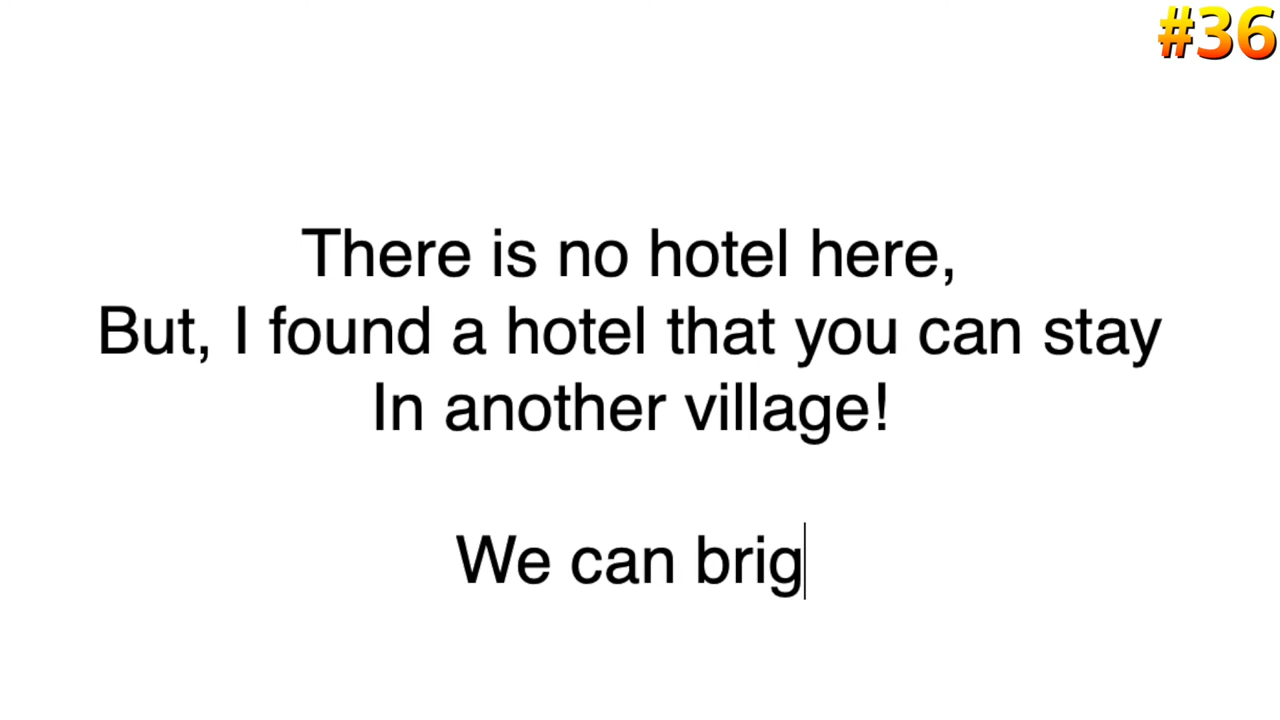 #36
There is no hotel here,
But, I found a hotel that you can stay
In another village!
We can brig